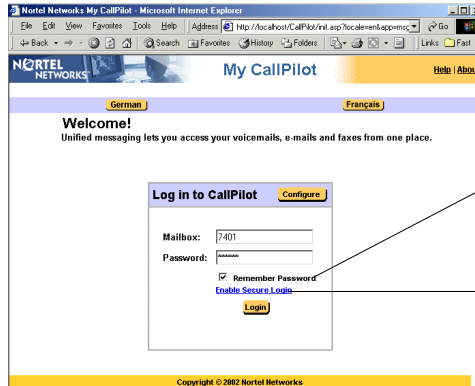 Nortel Networks My CallPilot - Microsoft Internet Explorer
File Edit View Favorites Tools Help Address http://localhost/CallPilot/init.asp?locale=en&app=msg Go
Back Search Favorites History Folders Links Fast
NORTEL NETWORKS My CallPilot Help | Abou
German Français
Welcome!
Unified messaging lets you access your voicemails, e-mails and faxes from one place.
Log in to CallPilot Configure
Mailbox: 7401
Password: ******
Remember Password
Enable Secure Login
Login
Copyright © 2002 Nortel Networks